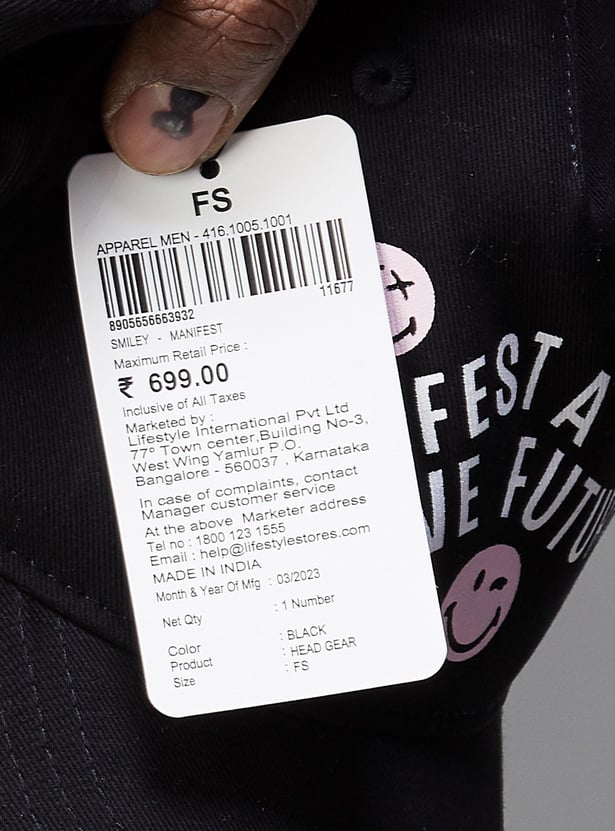 FS
APPAREL MEN - 416.1005.1001
11677
8905656663932
SMILEY - MANIFEST
Maximum Retail Price :
₹ 699.00
Inclusive of All Taxes
Marketed by :
Lifestyle International Pvt Ltd
77° Town center,Building No-3,
West Wing Yamlur P.O.
Bangalore - 560037 , Karnataka
In case of complaints, contact
Manager customer service
At the above Marketer address
Tel no : 1800 123 1555
Email : help@lifestylestores.com
MADE IN INDIA
Month & Year Of Mfg : 03/2023
Net Qty : 1 Number
Color : BLACK
Product : HEAD GEAR
Size : FS
FEST A
NE FUTU